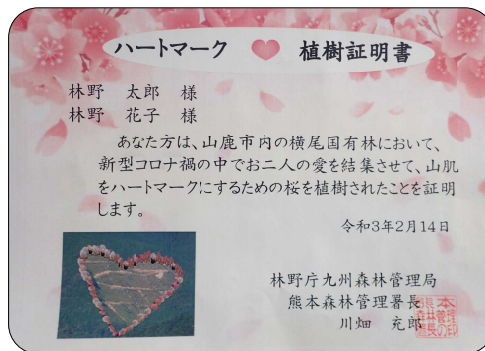 ハートマーク 植樹証明書
林野 太郎 様
林野 花子 様
あなた方は、山鹿市内の横尾国有林において、
新型コロナ禍の中でお二人の愛を結集させて、山肌
をハートマークにするための桜を植樹されたことを証明
します。
令和3年2月14日
林野庁九州森林管理局
熊本森林管理署長
川畑 充郎